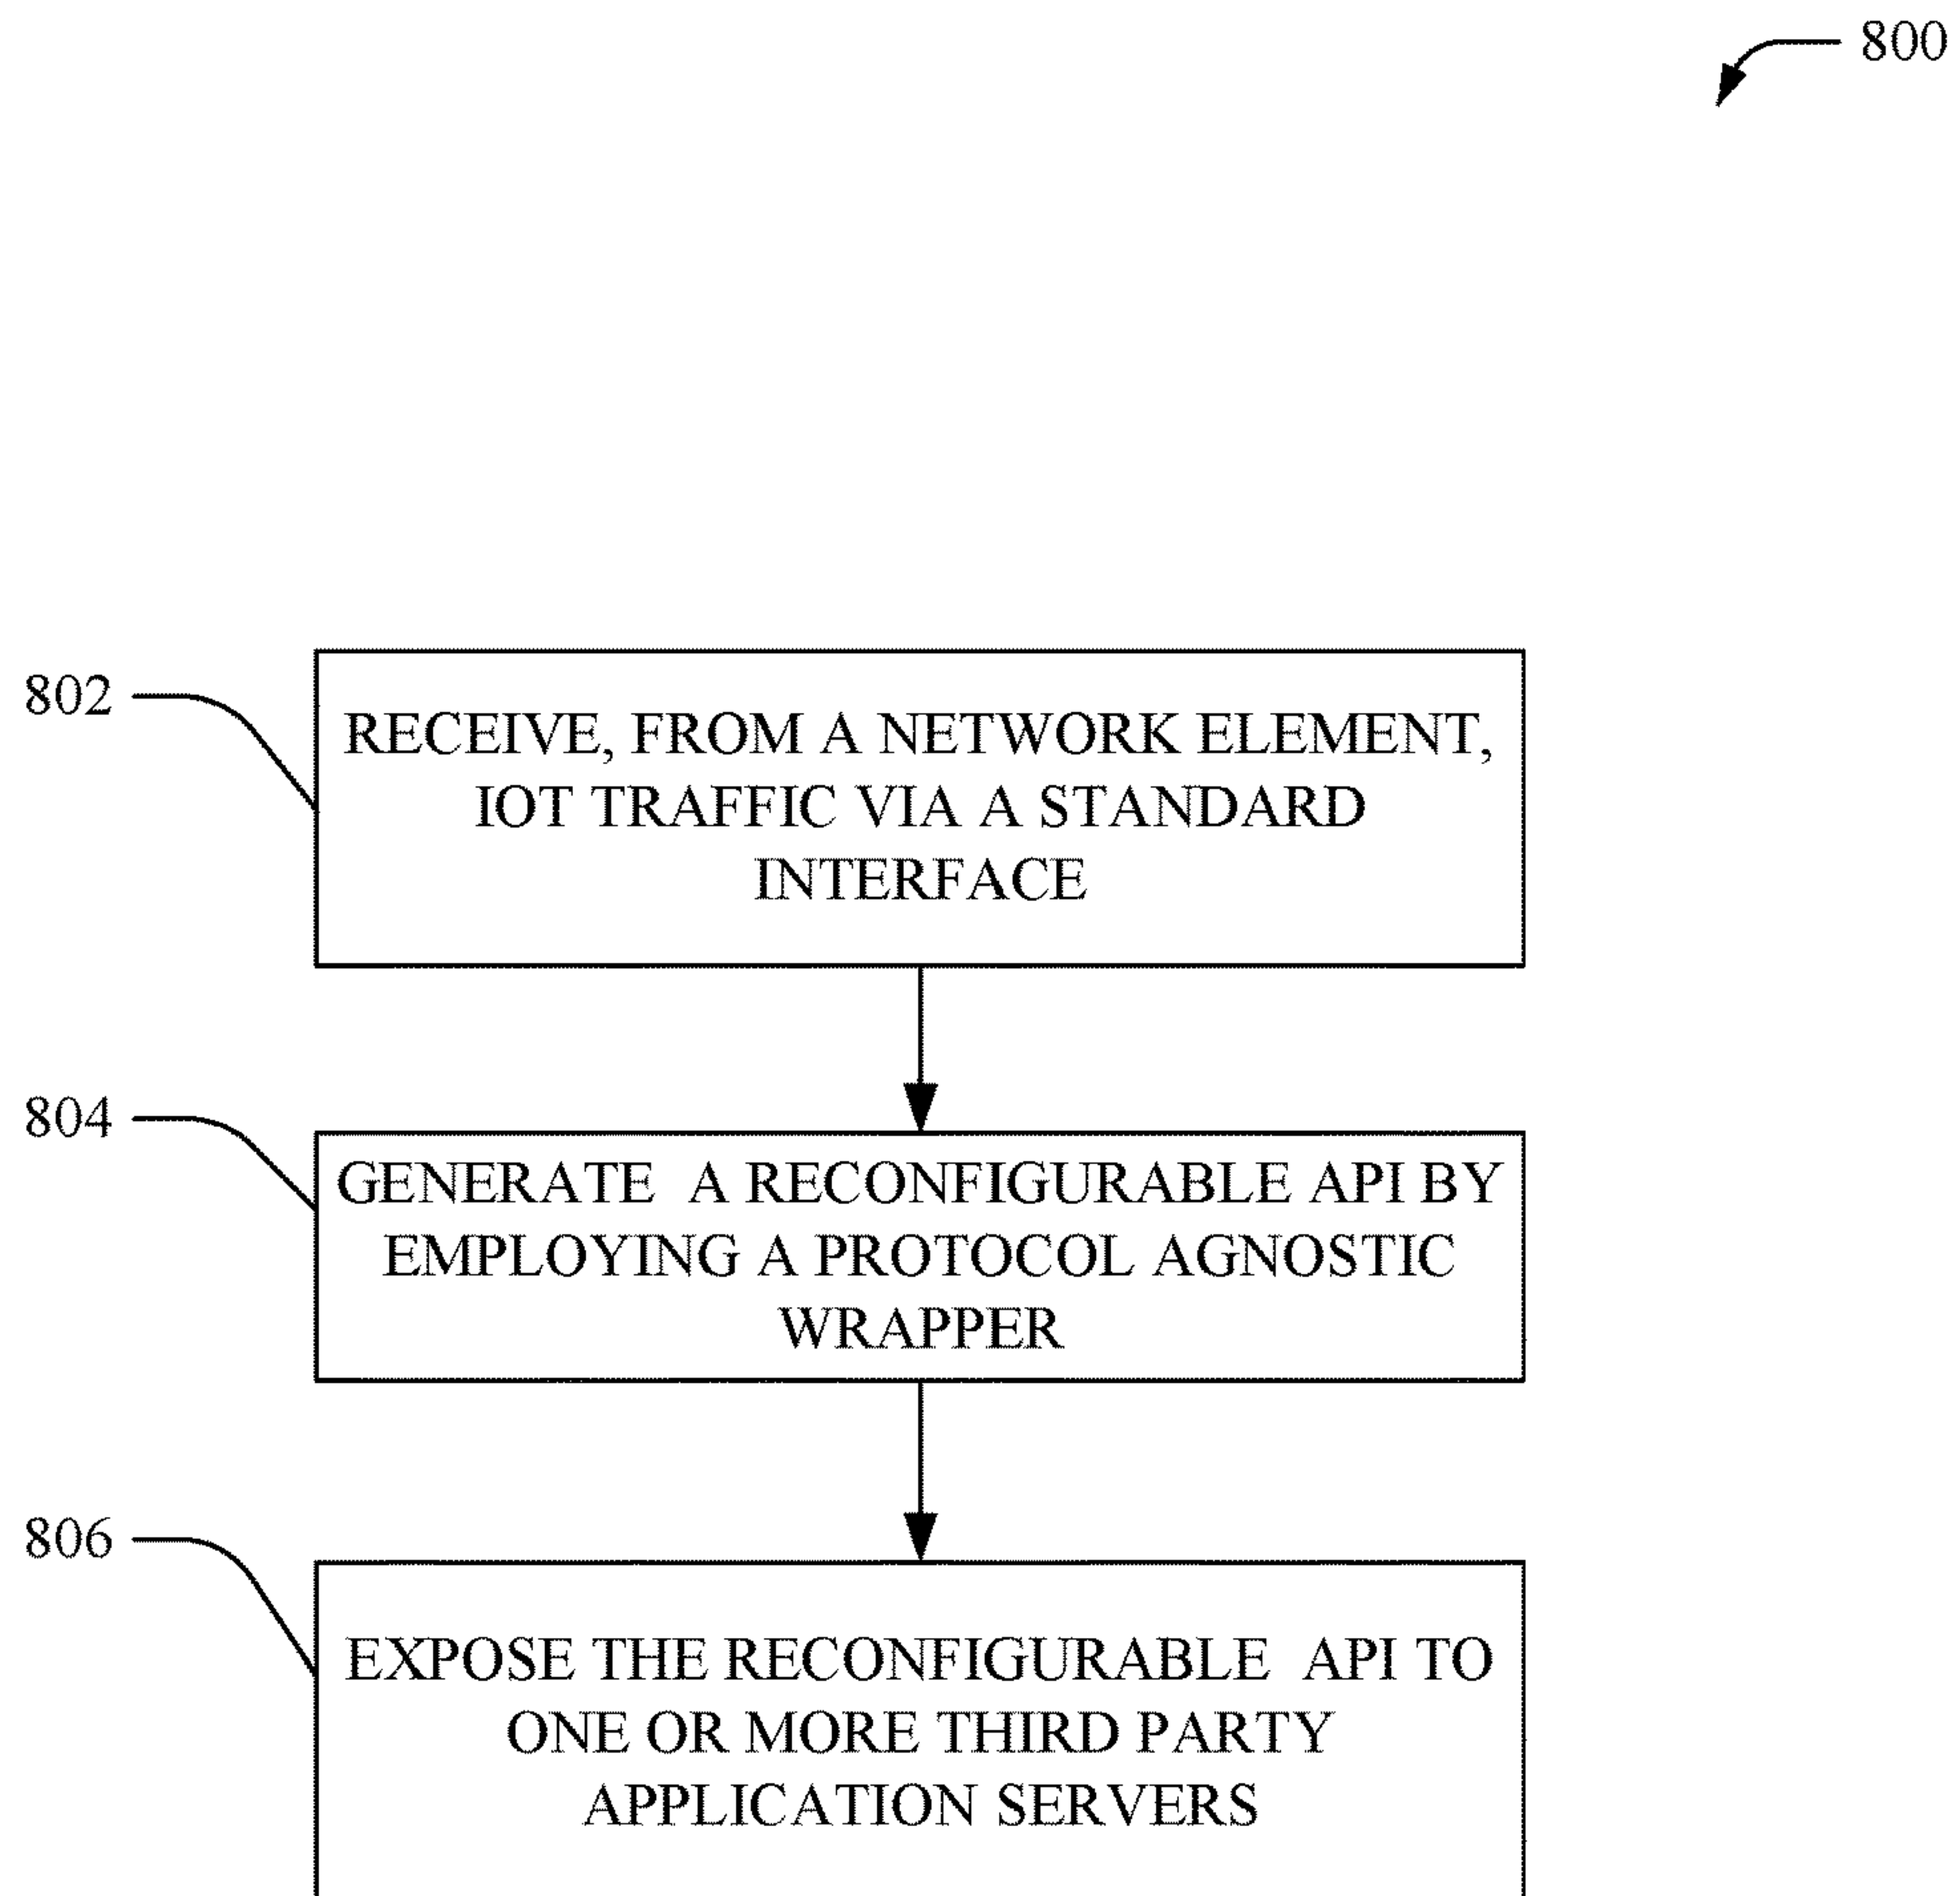 800
802
RECEIVE, FROM A NETWORK ELEMENT,
IOT TRAFFIC VIA A STANDARD
INTERFACE
804
GENERATE A RECONFIGURABLE API BY
EMPLOYING A PROTOCOL AGNOSTIC
WRAPPER
806
EXPOSE THE RECONFIGURABLE API TO
ONE OR MORE THIRD PARTY
APPLICATION SERVERS